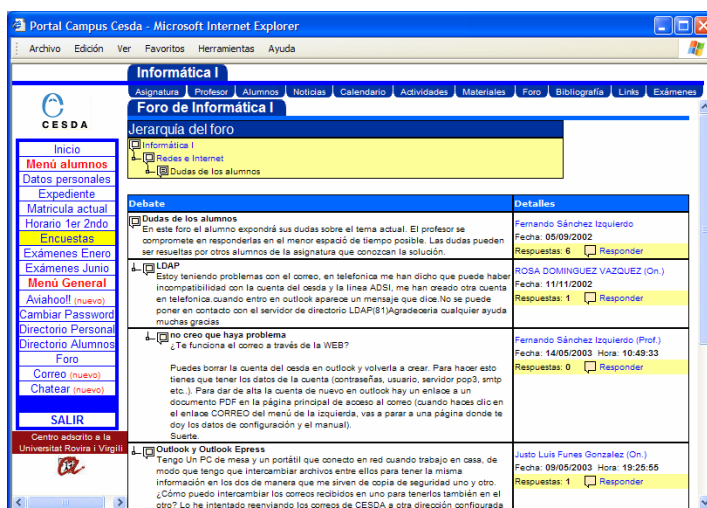 Portal Campus Cesda - Microsoft Internet Explorer
Archivo Edición Ver Favoritos Herramientas Ayuda
Informática I
Asignatura Profesor Alumnos Noticias Calendario Actividades Materiales Foro Bibliografía Links Exámenes
Foro de Informática I
CESDA
Inicio
Menú alumnos
Datos personales
Expediente
Matricula actual
Horario 1er 2ndo
Encuestas
Exámenes Enero
Exámenes Junio
Menú General
Aviahoo!! (nuevo)
Cambiar Password
Directorio Personal
Directorio Alumnos
Foro
Correo (nuevo)
Chatear (nuevo)
SALIR
Centro adscrito a la
Universitat Rovira i Virgili
Jerarquía del foro
Informática I
Redes e Internet
Dudas de los alumnos
Debate Detalles
Dudas de los alumnos
En este foro el alumno expondrá sus dudas sobre el tema actual. El profesor se
compromete en responderlas en el menor espació de tiempo posible. Las dudas pueden
ser resueltas por otros alumnos de la asignatura que conozcan la solución.
Fernando Sánchez Izquierdo
Fecha: 05/09/2002
Respuestas: 6 Responder
LDAP
Estoy teniendo problemas con el correo, en telefonica me han dicho que puede haber
incompatibilidad con la cuenta del cesda y la línea ADSI, me han creado otra cuenta
en telefonica.cuando entro en outlook aparece un mensaje que dice.No se puede
poner en contacto con el servidor de directorio LDAP(81)Agradeceria cualquier ayuda
muchas gracias
ROSA DOMINGUEZ VAZQUEZ (On.)
Fecha: 11/11/2002
Respuestas: 1 Responder
no creo que haya problema
¿Te funciona el correo a través de la WEB?
Puedes borrar la cuenta del cesda en outlook y volverla a crear. Para hacer esto
tienes que tener los datos de la cuenta (contraseñas, usuario, servidor pop3, smtp
etc..). Para dar de alta la cuenta de nuevo en outlook hay un enlace a un
documento PDF en la página principal de acceso al correo (cuando haces clic en
el enlace CORREO del menú de la izquierda, vas a parar a una página donde te
doy los datos de configuración y el manual).
Suerte.
Fernando Sánchez Izquierdo (Prof.)
Fecha: 14/05/2003 Hora: 10:49:33
Respuestas: 0 Responder
Outlook y Outlook Epress
Tengo Un PC de mesa y un portátil que conecto en red cuando trabajo en casa, de
modo que tengo que intercambiar archivos entre ellos para tener la misma
información en los dos de manera que me sirven de copia de seguridad uno y otro.
¿Cómo puedo intercambiar los correos recibidos en uno para tenerlos también en el
otro? Lo he intentado reenviando los correos de CESDA a otra dirección configurada
Justo Luis Funes Gonzalez (On.)
Fecha: 09/05/2003 Hora: 19:25:55
Respuestas: 1 Responder